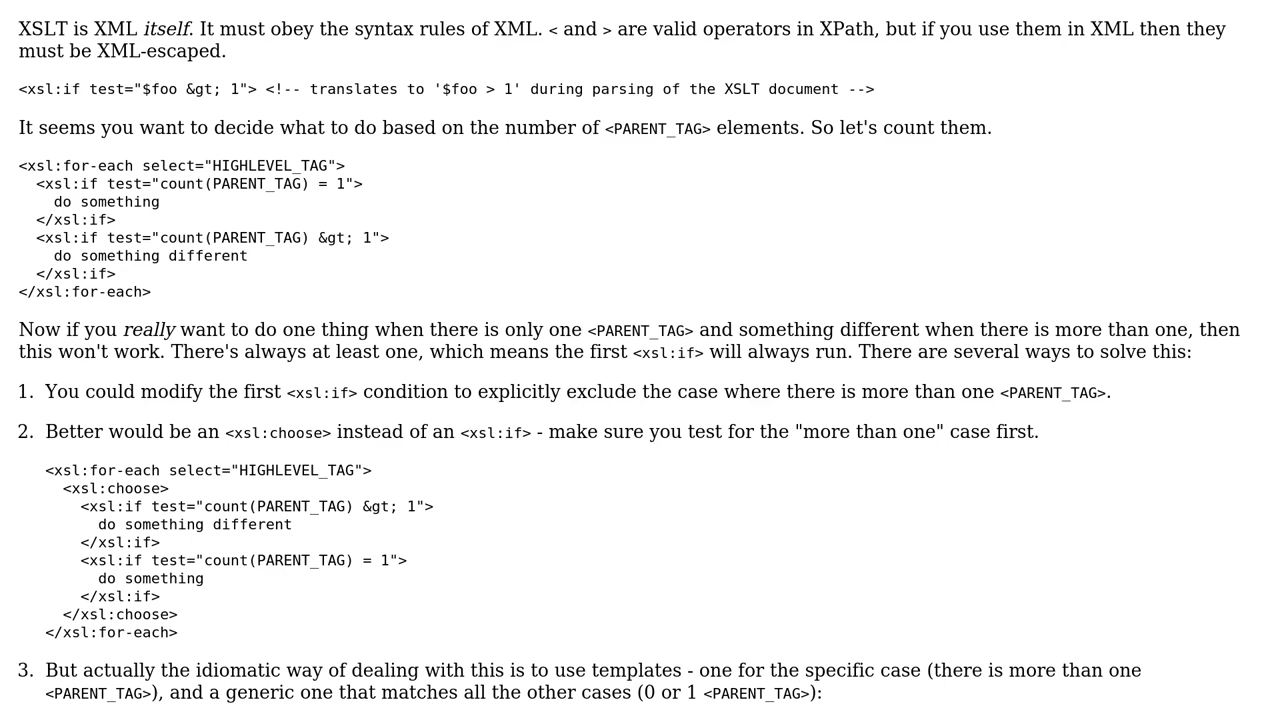 XSLT is XML itself. It must obey the syntax rules of XML. < and > are valid operators in XPath, but if you use them in XML then they
must be XML-escaped.
<xsl:if test="$foo &gt; 1"> <!-- translates to '$foo > 1' during parsing of the XSLT document -->
It seems you want to decide what to do based on the number of <PARENT_TAG> elements. So let's count them.
<xsl:for-each select="HIGHLEVEL_TAG">
  <xsl:if test="count(PARENT_TAG) = 1">
    do something
  </xsl:if>
  <xsl:if test="count(PARENT_TAG) &gt; 1">
    do something different
  </xsl:if>
</xsl:for-each>
Now if you really want to do one thing when there is only one <PARENT_TAG> and something different when there is more than one, then
this won't work. There's always at least one, which means the first <xsl:if> will always run. There are several ways to solve this:
1. You could modify the first <xsl:if> condition to explicitly exclude the case where there is more than one <PARENT_TAG>.
2. Better would be an <xsl:choose> instead of an <xsl:if> - make sure you test for the "more than one" case first.
<xsl:for-each select="HIGHLEVEL_TAG">
  <xsl:choose>
    <xsl:if test="count(PARENT_TAG) &gt; 1">
      do something different
    </xsl:if>
    <xsl:if test="count(PARENT_TAG) = 1">
      do something
    </xsl:if>
  </xsl:choose>
</xsl:for-each>
3. But actually the idiomatic way of dealing with this is to use templates - one for the specific case (there is more than one
<PARENT_TAG>), and a generic one that matches all the other cases (0 or 1 <PARENT_TAG>):